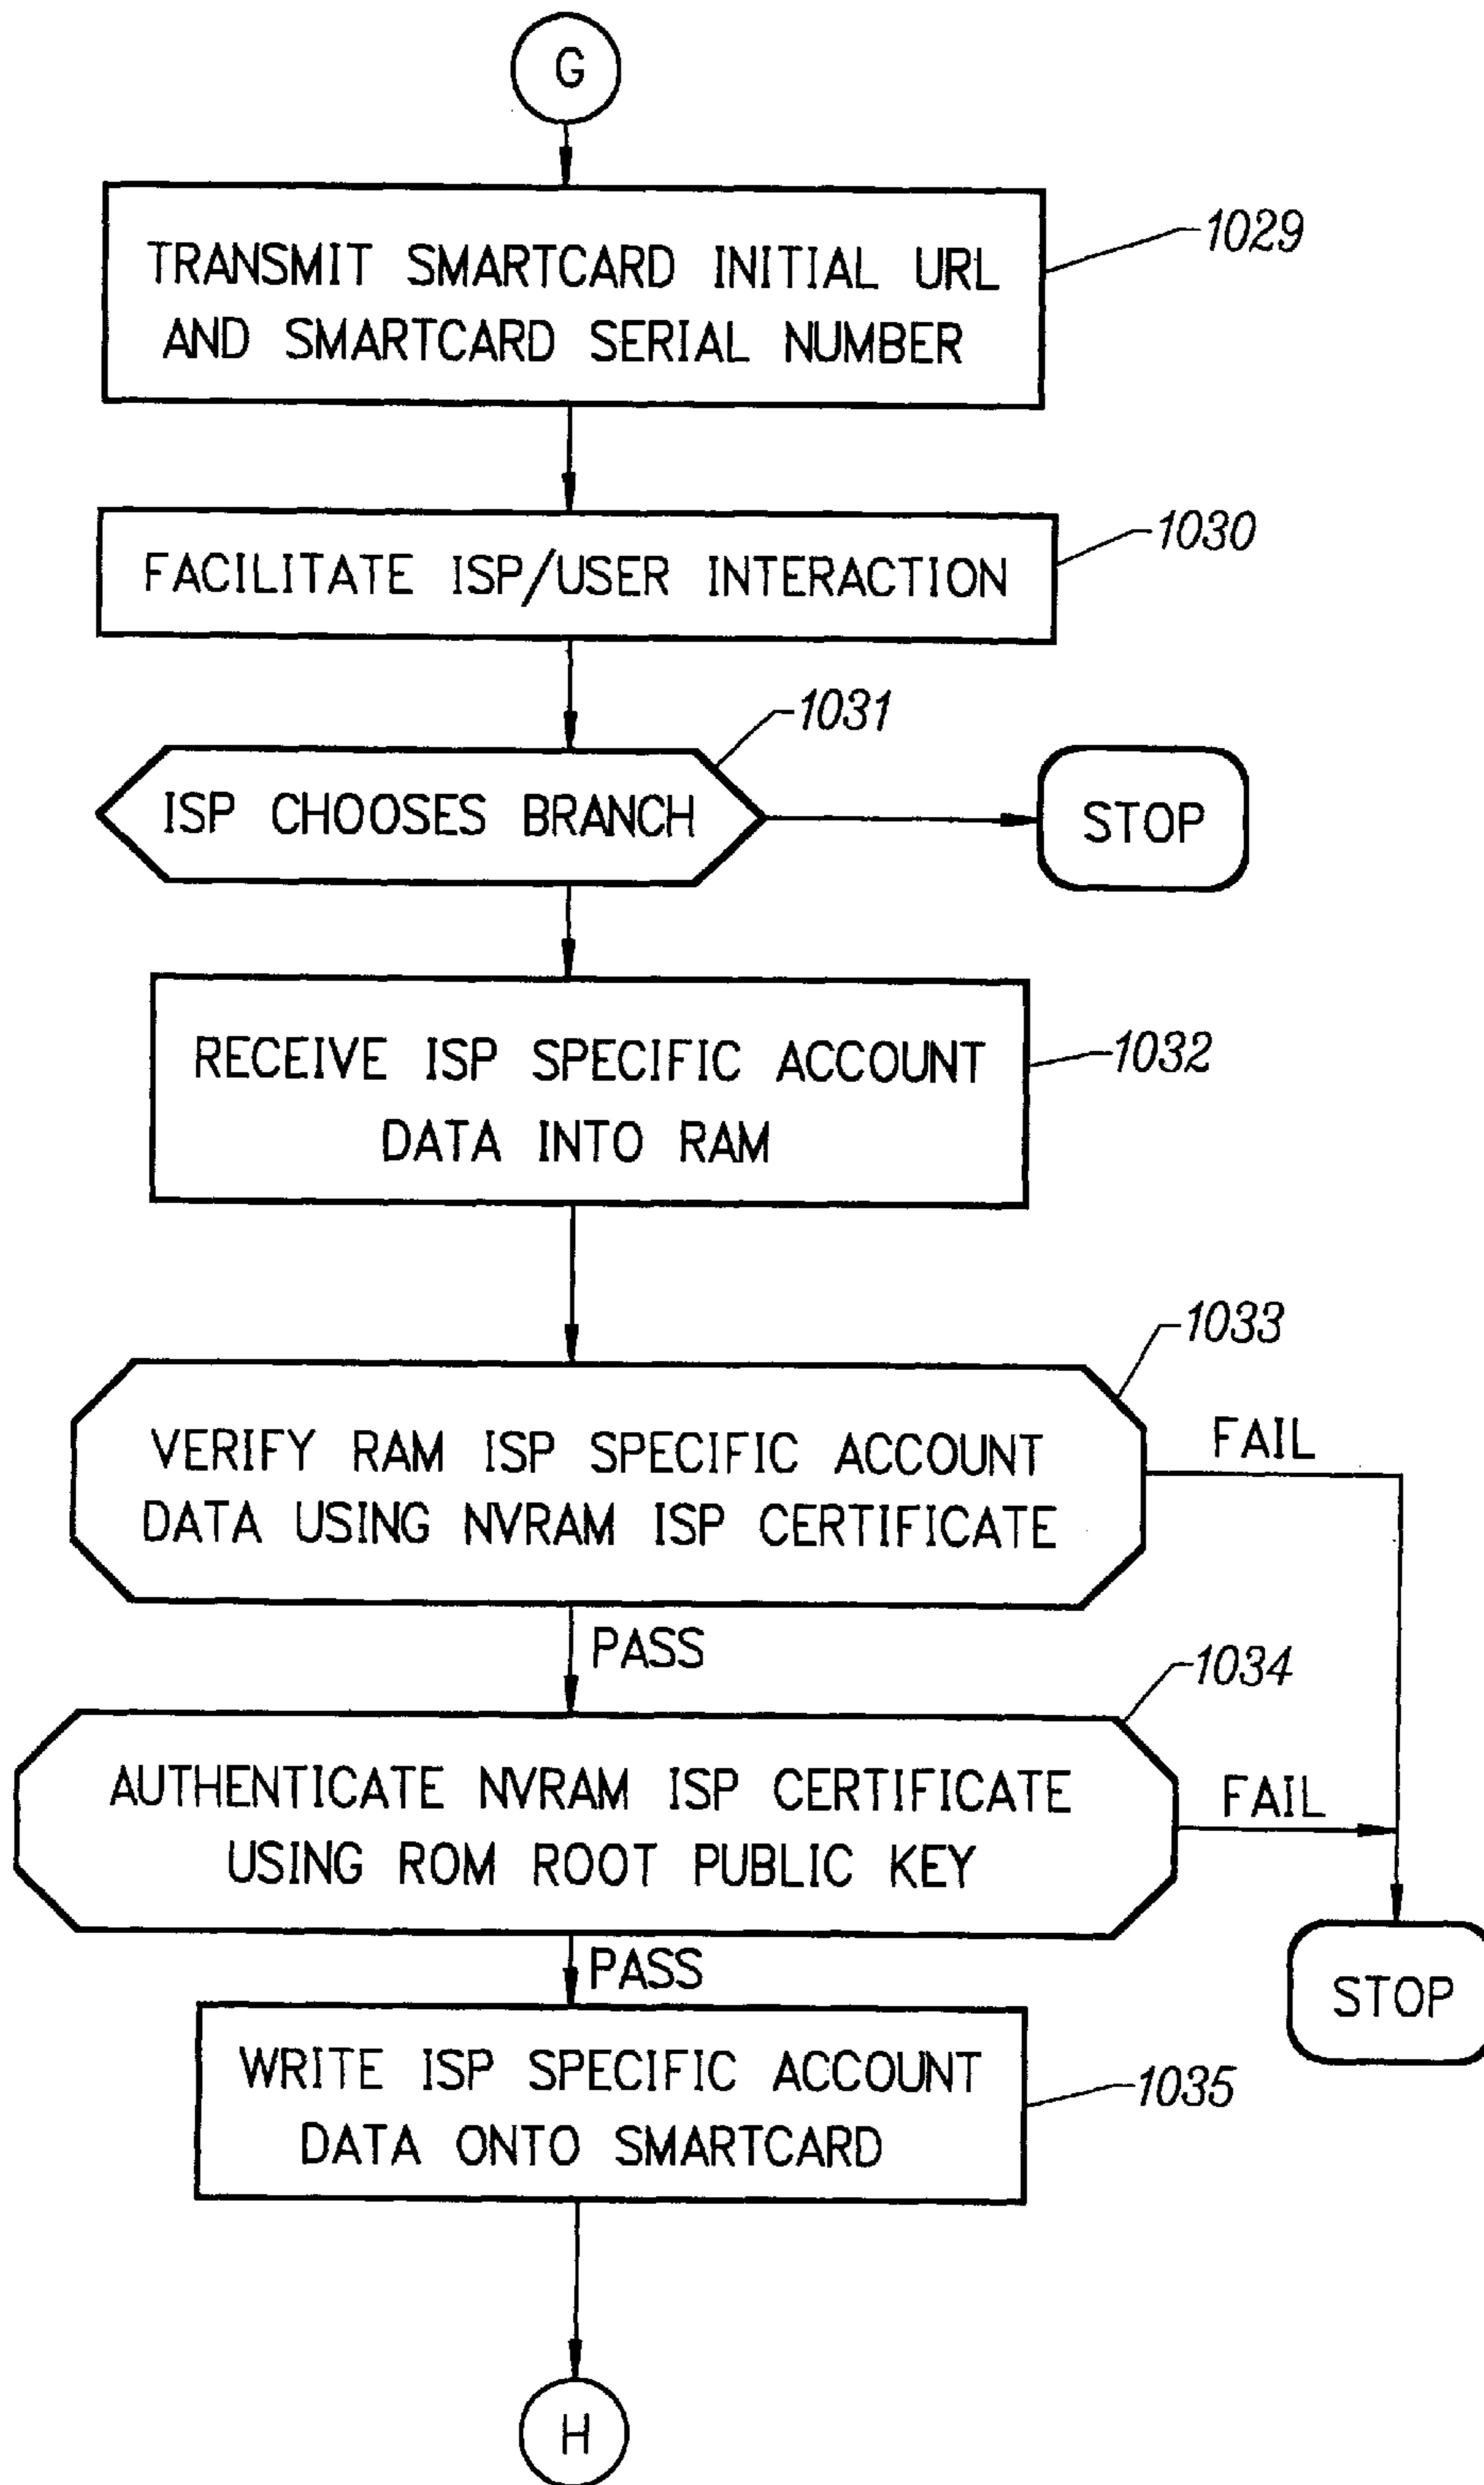 G
TRANSMIT SMARTCARD INITIAL URL
AND SMARTCARD SERIAL NUMBER
1029
FACILITATE ISP/USER INTERACTION
1030
ISP CHOOSES BRANCH
1031
STOP
RECEIVE ISP SPECIFIC ACCOUNT
DATA INTO RAM
1032
VERIFY RAM ISP SPECIFIC ACCOUNT
DATA USING NVRAM ISP CERTIFICATE
1033
FAIL
PASS
AUTHENTICATE NVRAM ISP CERTIFICATE
USING ROM ROOT PUBLIC KEY
1034
FAIL
PASS
STOP
WRITE ISP SPECIFIC ACCOUNT
DATA ONTO SMARTCARD
1035
H